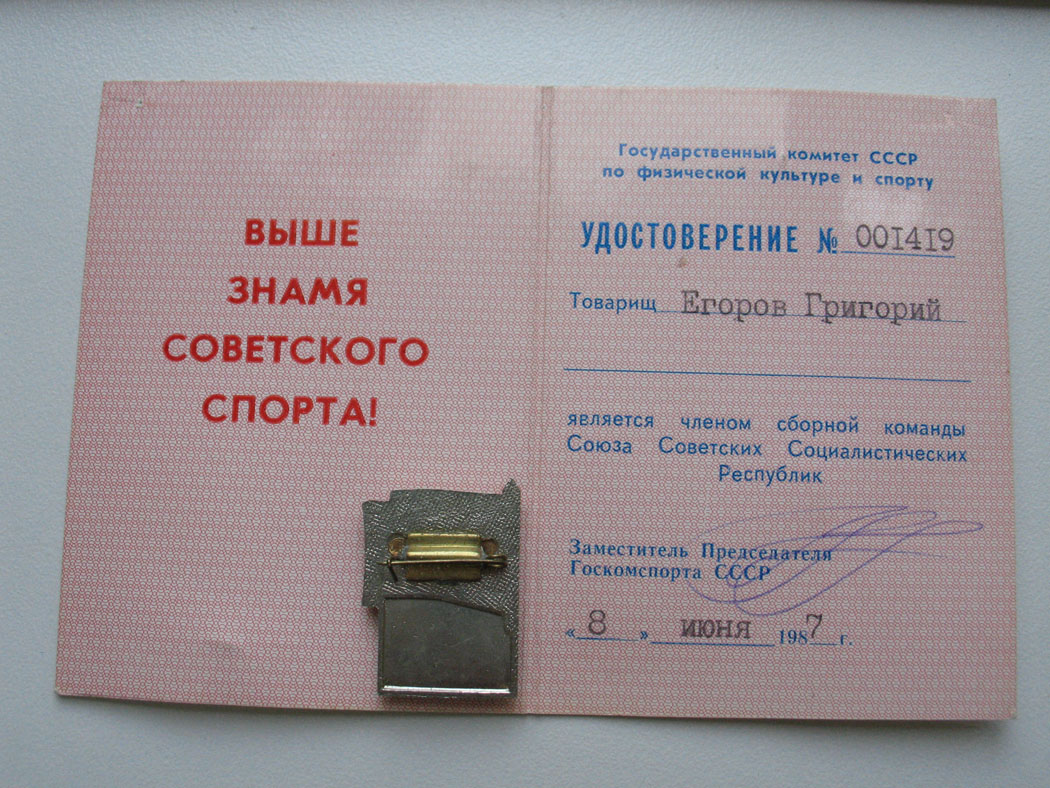 ВЫШЕ
ЗНАМЯ
СОВЕТСКОГО
СПОРТА!
Государственный комитет СССР
по физической культуре и спорту
УДОСТОВЕРЕНИЕ № 001419
Товарищ Егоров Григорий
является членом сборной команды
Союза Советских Социалистических
Республик
Заместитель Председателя
Госкомспорта СССР
«8» июня 1987 г.